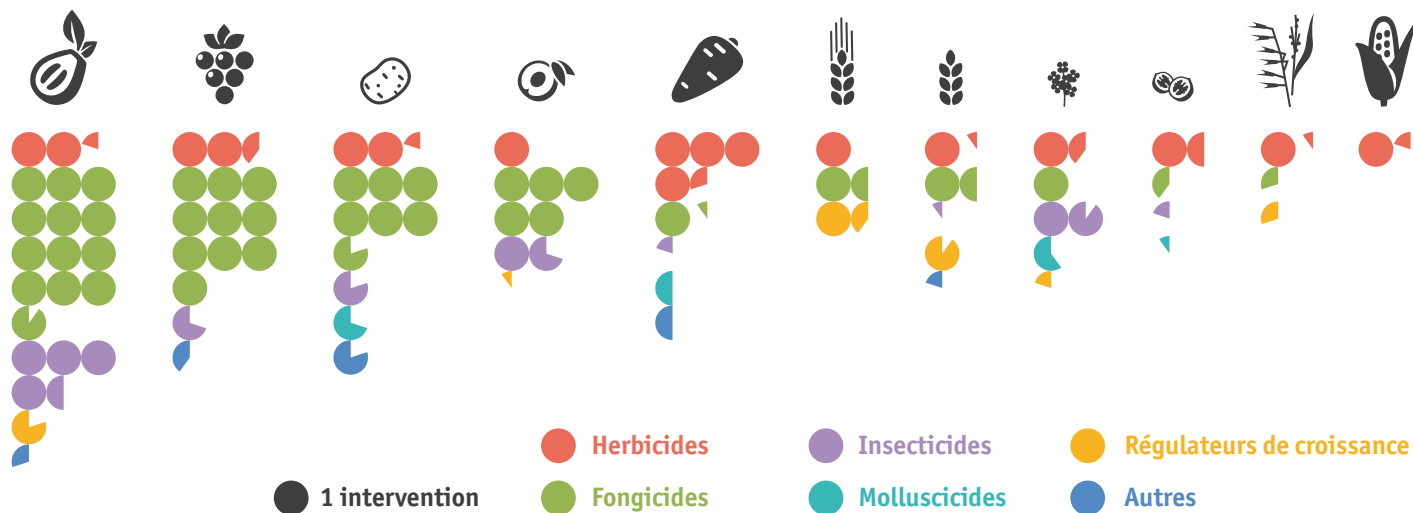 Herbicides
Insecticides
Régulateurs de croissance
1 intervention
Fongicides
Molluscicides
Autres